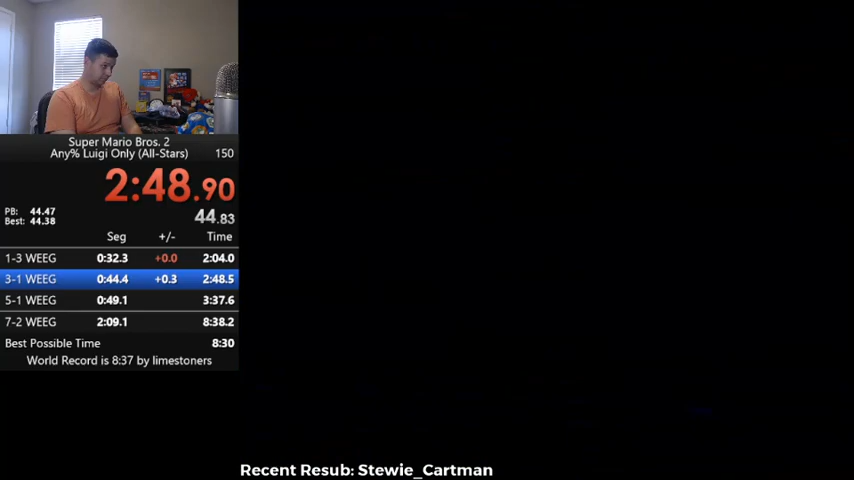 Super Mario Bros. 2
Any% Luigi Only (All-Stars) 150
2:48.90
PB: 44.47
Best: 44.38
44.83
Seg +/- Time
1-3 WEEG 0:32.3 +0.0 2:04.0
3-1 WEEG 0:44.4 +0.3 2:48.5
5-1 WEEG 0:49.1 3:37.6
7-2 WEEG 2:09.1 8:38.2
Best Possible Time 8:30
World Record is 8:37 by limestoners
Recent Resub: Stewie_Cartman